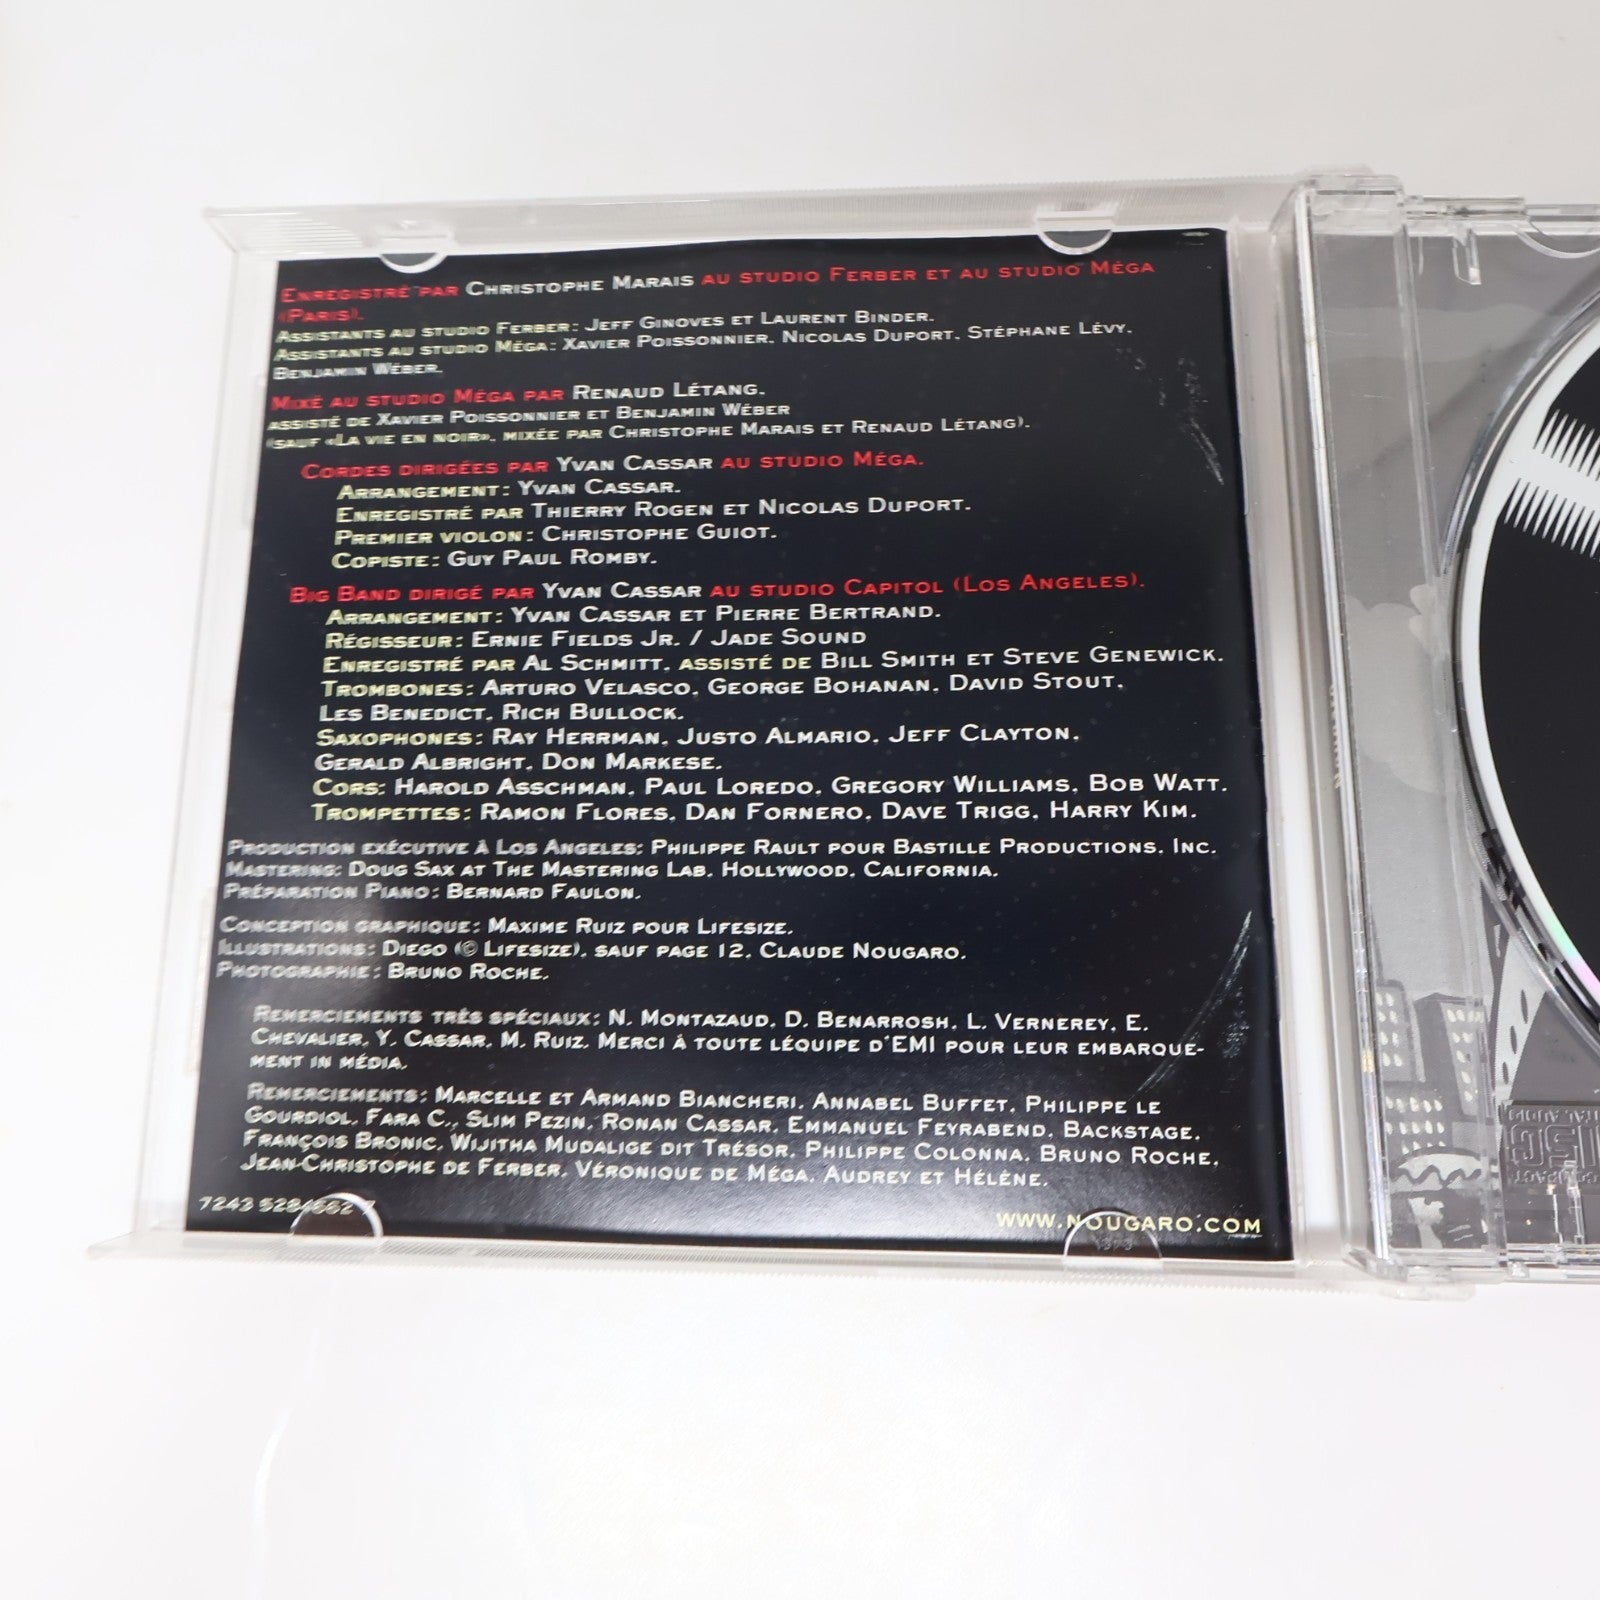 Enregistré par Christophe Marais au studio Ferber et au studio Méga
(Paris).
Assistants au studio Ferber: Jeff Ginoves et Laurent Binder.
Assistants au studio Méga: Xavier Poissonnier, Nicolas Duport, Stéphane Lévy,
Benjamin Wéber.
Mixé au studio Méga par Renaud Létang,
assisté de Xavier Poissonnier et Benjamin Wéber
(sauf «La vie en noir», mixée par Christophe Marais et Renaud Létang).
Cordes dirigées par Yvan Cassar au studio Méga.
Arrangement: Yvan Cassar.
Enregistré par Thierry Rogen et Nicolas Duport.
Premier violon: Christophe Guiot.
Copiste: Guy Paul Romby.
Big Band dirigé par Yvan Cassar au studio Capitol (Los Angeles).
Arrangement: Yvan Cassar et Pierre Bertrand.
Régisseur: Ernie Fields Jr. / Jade Sound
Enregistré par Al Schmitt, assisté de Bill Smith et Steve Genewick.
Trombones: Arturo Velasco, George Bohanan, David Stout,
Les Benedict, Rich Bullock.
Saxophones: Ray Herrman, Justo Almario, Jeff Clayton,
Gerald Albright, Don Markese.
Cors: Harold Asschman, Paul Loredo, Gregory Williams, Bob Watt.
Trompettes: Ramon Flores, Dan Fornero, Dave Trigg, Harry Kim.
Production exécutive à Los Angeles: Philippe Rault pour Bastille Productions, Inc.
Mastering: Doug Sax at The Mastering Lab, Hollywood, California.
Préparation Piano: Bernard Faulon.
Conception graphique: Maxime Ruiz pour Lifesize.
Illustrations: Diego (© Lifesize), sauf page 12, Claude Nougaro.
Photographie: Bruno Roche.
Remerciements très spéciaux: N. Montazaud, D. Benarrosh, L. Vernerey, E.
Chevalier, Y. Cassar, M. Ruiz, Merci à toute léquipe d'EMI pour leur embarque-
ment in média.
Remerciements: Marcelle et Armand Biancheri, Annabel Buffet, Philippe le
Gourdiol, Fara C., Slim Pezin, Ronan Cassar, Emmanuel Feyrabend, Backstage,
François Bronic, Wijitha Mudalige dit Trésor, Philippe Colonna, Bruno Roche,
Jean-Christophe de Ferber, Véronique de Méga, Audrey et Hélène.
7243
www.nougaro.com
Nougaro